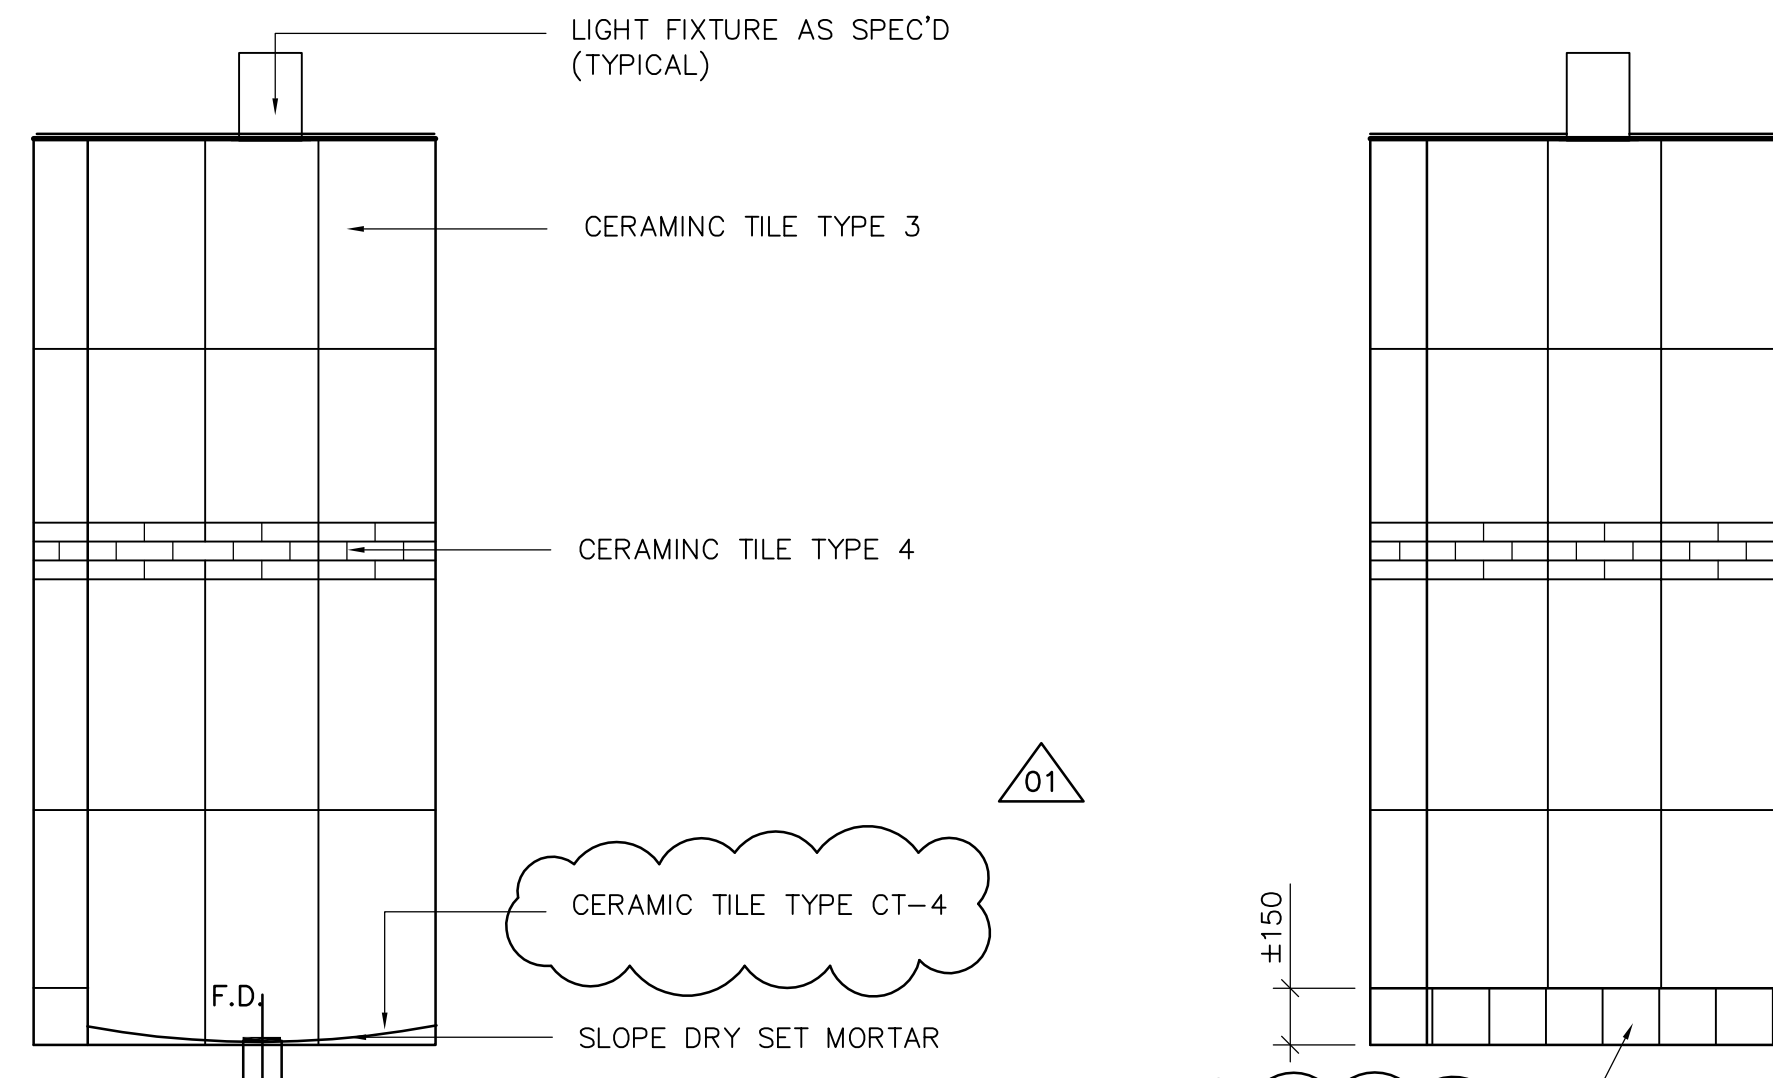 LIGHT FIXTURE AS SPEC'D
(TYPICAL)
CERAMINC TILE TYPE 3
CERAMINC TILE TYPE 4
01
CERAMIC TILE TYPE CT-4
±150
F.D.
SLOPE DRY SET MORTAR